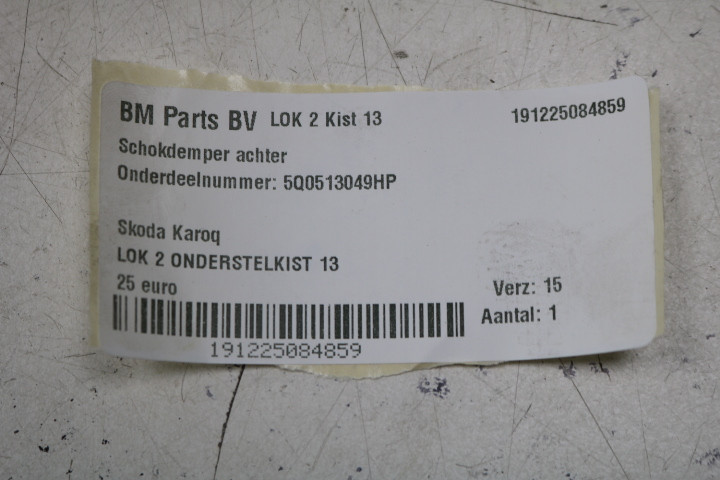 BM Parts BV LOK 2 Kist 13 191225084859
Schokdemper achter
Onderdeelnummer: 5Q0513049HP
Skoda Karoq
LOK 2 ONDERSTELKIST 13
25 euro Verz: 15
Aantal: 1
191225084859